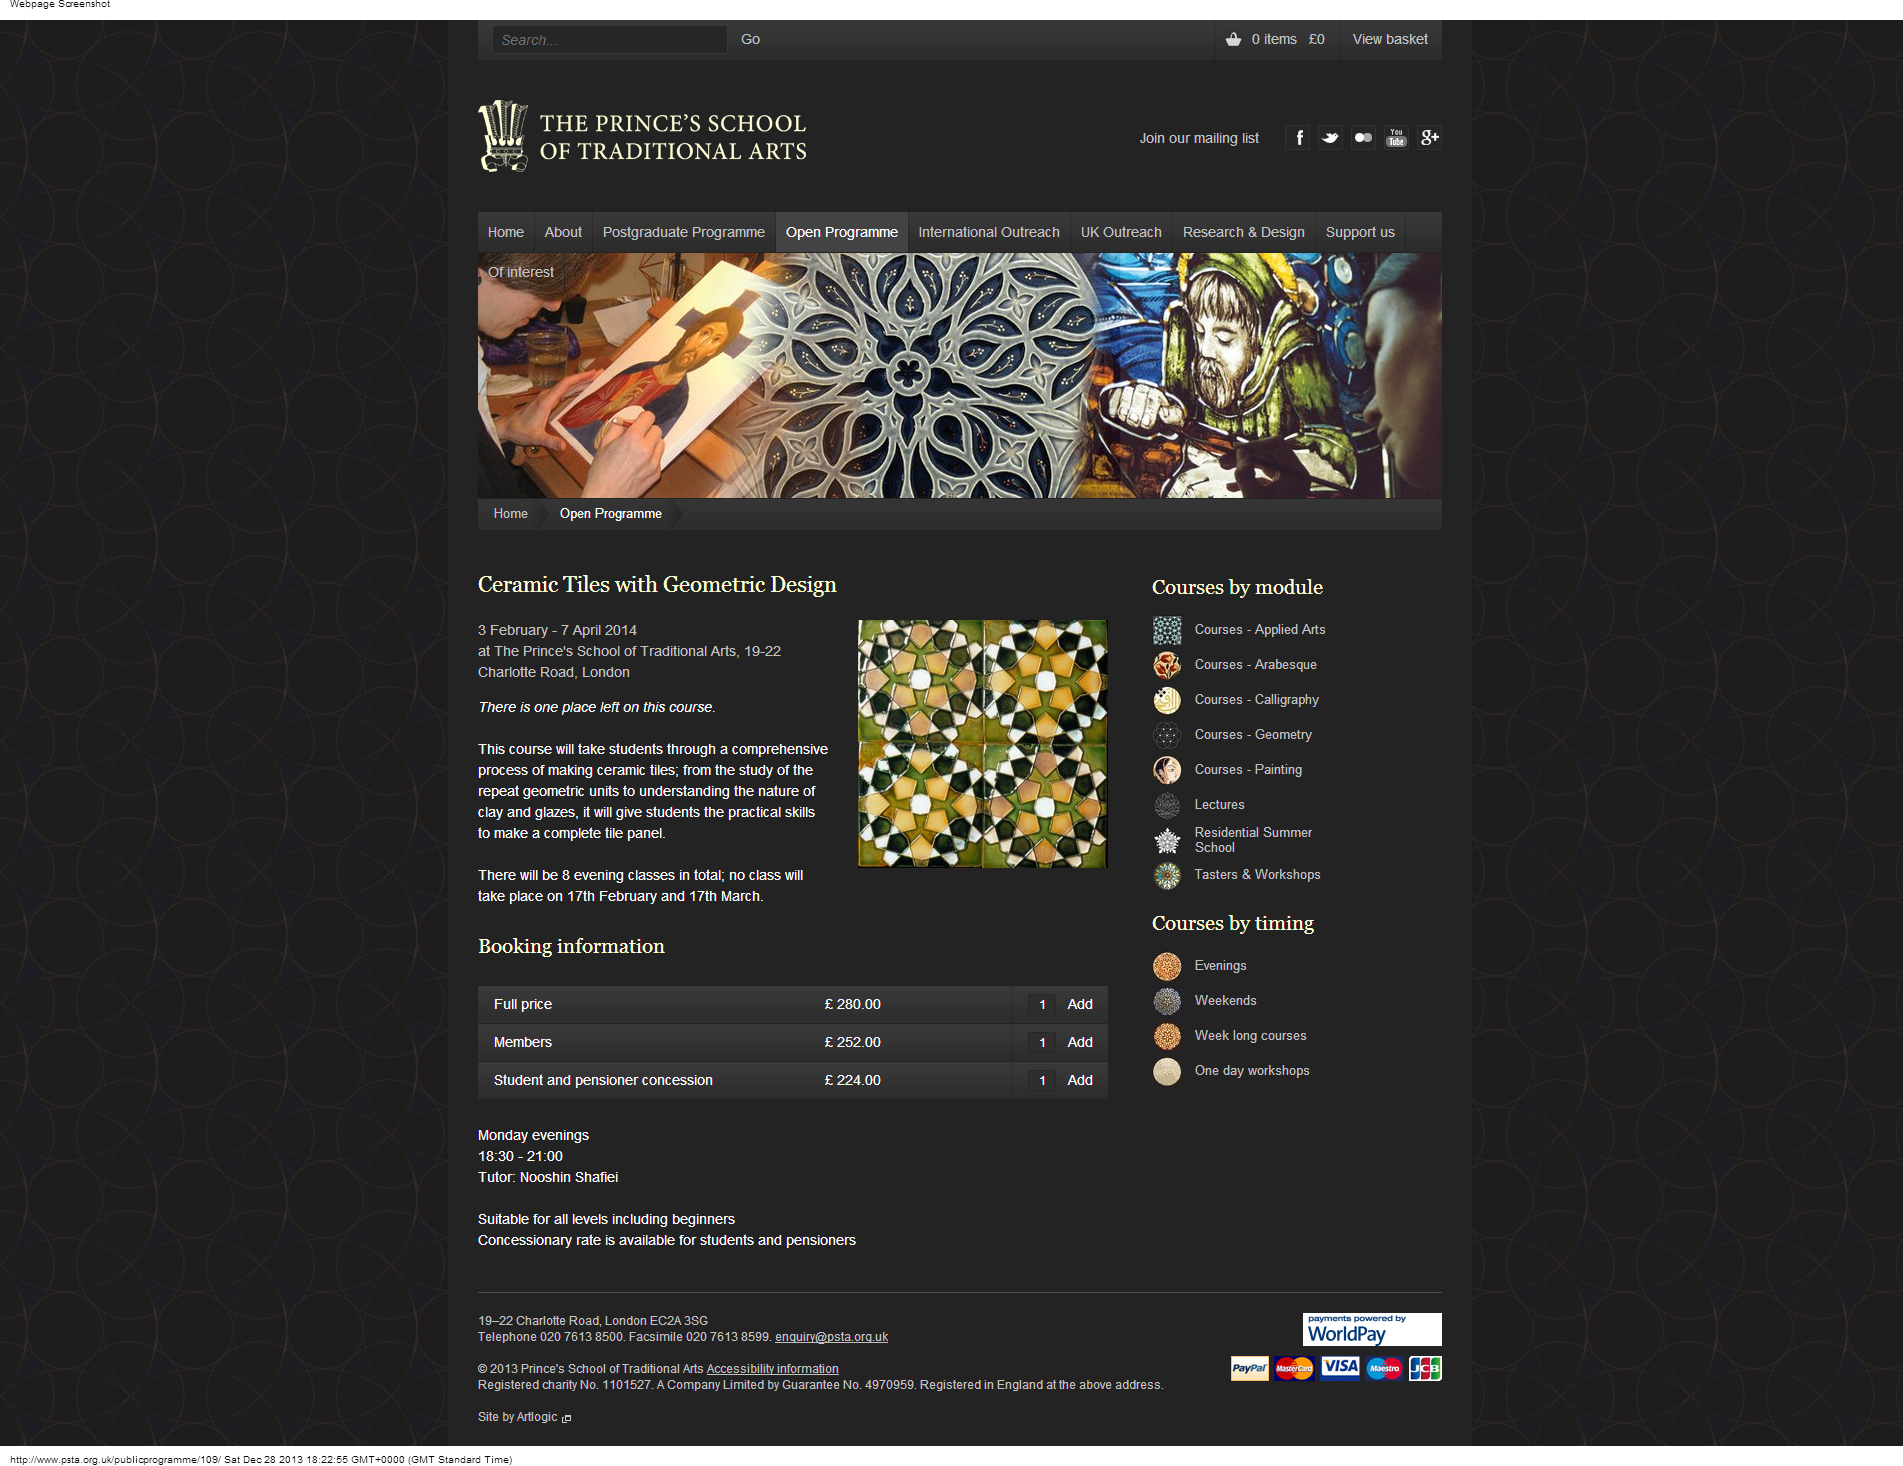 Webpage Screenshot
Search...
Go
0 items £0
View basket
THE PRINCE'S SCHOOL
OF TRADITIONAL ARTS
Join our mailing list
You
Tube
Home
About
Postgraduate Programme
Open Programme
International Outreach
UK Outreach
Research & Design
Support us
Of interest
Home
Open Programme
Ceramic Tiles with Geometric Design
3 February - 7 April 2014
at The Prince's School of Traditional Arts, 19-22
Charlotte Road, London
There is one place left on this course.
This course will take students through a comprehensive
process of making ceramic tiles; from the study of the
repeat geometric units to understanding the nature of
clay and glazes, it will give students the practical skills
to make a complete tile panel.
There will be 8 evening classes in total; no class will
take place on 17th February and 17th March.
Booking information
Full price £ 280.00 1 Add
Members £ 252.00 1 Add
Student and pensioner concession £ 224.00 1 Add
Monday evenings
18:30 - 21:00
Tutor: Nooshin Shafiei
Suitable for all levels including beginners
Concessionary rate is available for students and pensioners
Courses by module
Courses - Applied Arts
Courses - Arabesque
Courses - Calligraphy
Courses - Geometry
Courses - Painting
Lectures
Residential Summer
School
Tasters & Workshops
Courses by timing
Evenings
Weekends
Week long courses
One day workshops
19–22 Charlotte Road, London EC2A 3SG
Telephone 020 7613 8500. Facsimile 020 7613 8599. enquiry@psta.org.uk
© 2013 Prince's School of Traditional Arts Accessibility information
Registered charity No. 1101527. A Company Limited by Guarantee No. 4970959. Registered in England at the above address.
Site by Artlogic
payments powered by
WorldPay
PayPal
MasterCard
VISA
Maestro
JCB
http://www.psta.org.uk/publicprogramme/109/ Sat Dec 28 2013 18:22:55 GMT+0000 (GMT Standard Time)